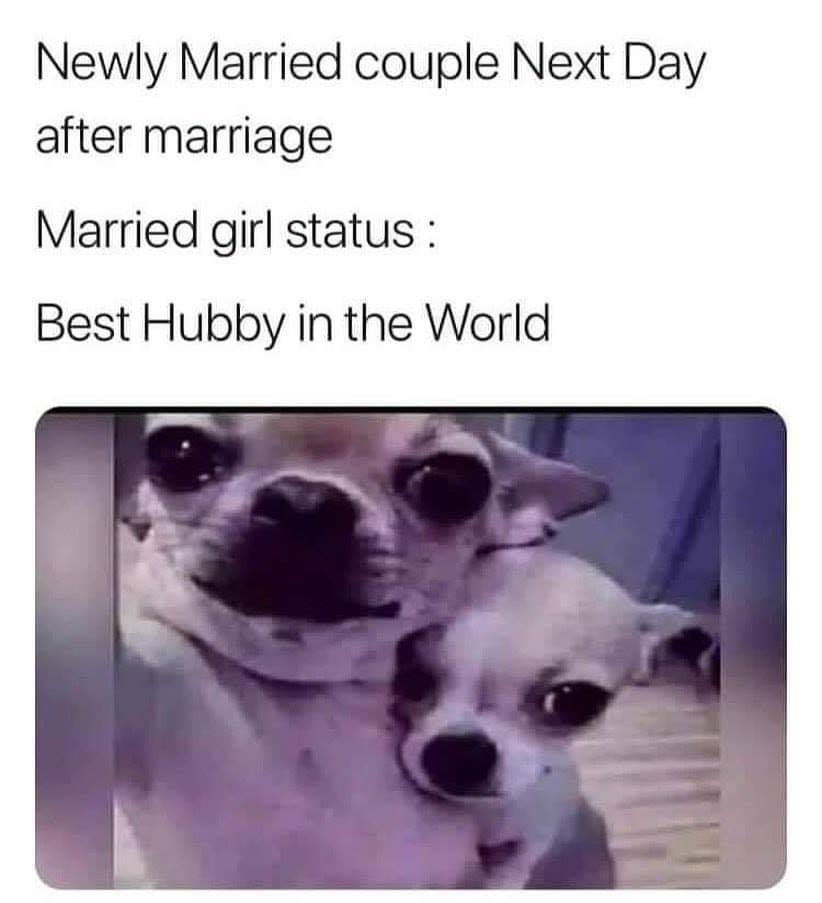 Newly Married couple Next Day
after marriage
Married girl status :
Best Hubby in the World